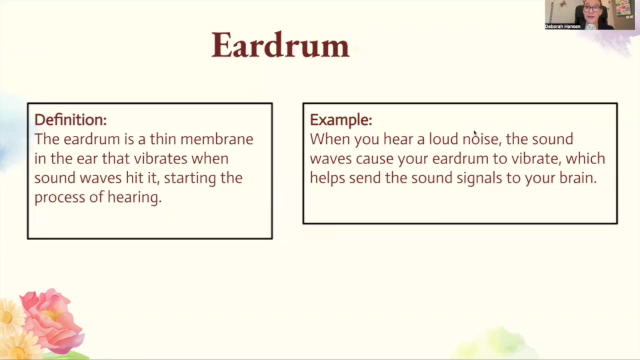 Eardrum
Definition:
The eardrum is a thin membrane
in the ear that vibrates when
sound waves hit it, starting the
process of hearing.
Example:
When you hear a loud noise, the sound
waves cause your eardrum to vibrate, which
helps send the sound signals to your brain.
Deborah Hansen